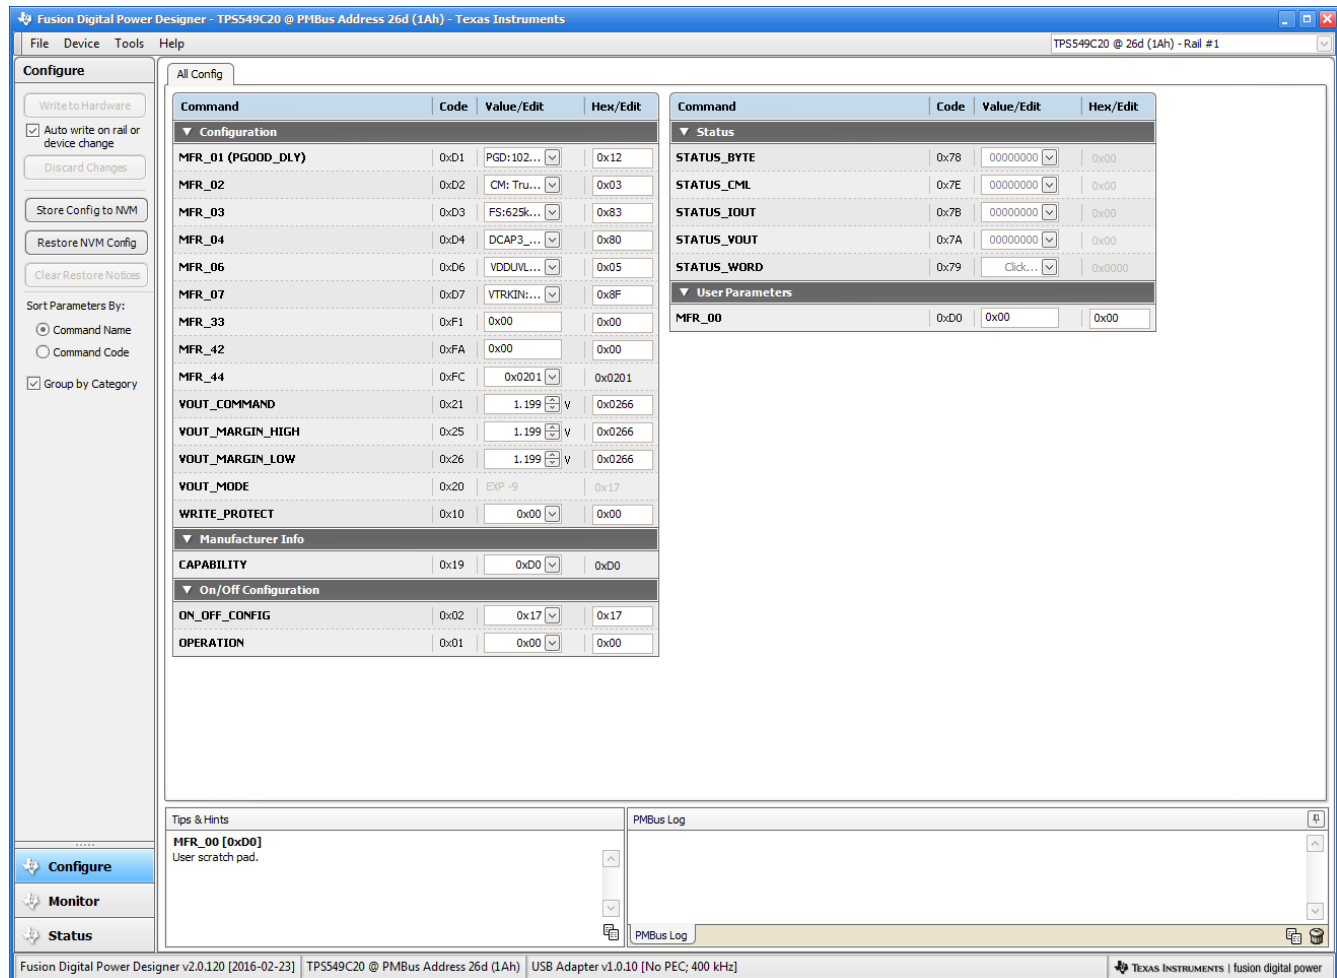 Fusion Digital Power Designer - TPS549C20 @ PMBus Address 26d (1Ah) - Texas Instruments
File Device Tools Help
TPS549C20 @ 26d (1Ah) - Rail #1
Configure
Write to Hardware
Auto write on rail or
device change
Discard Changes
Store Config to NVM
Restore NVM Config
Clear Restore Notices
Sort Parameters By:
Command Name
Command Code
Group by Category
All Config
Command Code Value/Edit Hex/Edit
Configuration
MFR_01 (PGOOD_DLY) 0xD1 PGD:102... 0x12
MFR_02 0xD2 CM: Tru... 0x03
MFR_03 0xD3 FS:625k... 0x83
MFR_04 0xD4 DCAP3_... 0x80
MFR_06 0xD6 VDDUVL... 0x05
MFR_07 0xD7 VTRKIN:... 0x8F
MFR_33 0xF1 0x00 0x00
MFR_42 0xFA 0x00 0x00
MFR_44 0xFC 0x0201 0x0201
VOUT_COMMAND 0x21 1.199 V 0x0266
VOUT_MARGIN_HIGH 0x25 1.199 V 0x0266
VOUT_MARGIN_LOW 0x26 1.199 V 0x0266
VOUT_MODE 0x20 EXP -9 0x17
WRITE_PROTECT 0x10 0x00 0x00
Manufacturer Info
CAPABILITY 0x19 0xD0 0xD0
On/Off Configuration
ON_OFF_CONFIG 0x02 0x17 0x17
OPERATION 0x01 0x00 0x00
Command Code Value/Edit Hex/Edit
Status
STATUS_BYTE 0x78 00000000 0x00
STATUS_CML 0x7E 00000000 0x00
STATUS_IOUT 0x7B 00000000 0x00
STATUS_VOUT 0x7A 00000000 0x00
STATUS_WORD 0x79 Click... 0x0000
User Parameters
MFR_00 0xD0 0x00 0x00
Tips & Hints
MFR_00 [0xD0]
User scratch pad.
PMBus Log
PMBus Log
Configure
Monitor
Status
Fusion Digital Power Designer v2.0.120 [2016-02-23] TPS549C20 @ PMBus Address 26d (1Ah) USB Adapter v1.0.10 [No PEC; 400 kHz] TEXAS INSTRUMENTS | fusion digital power